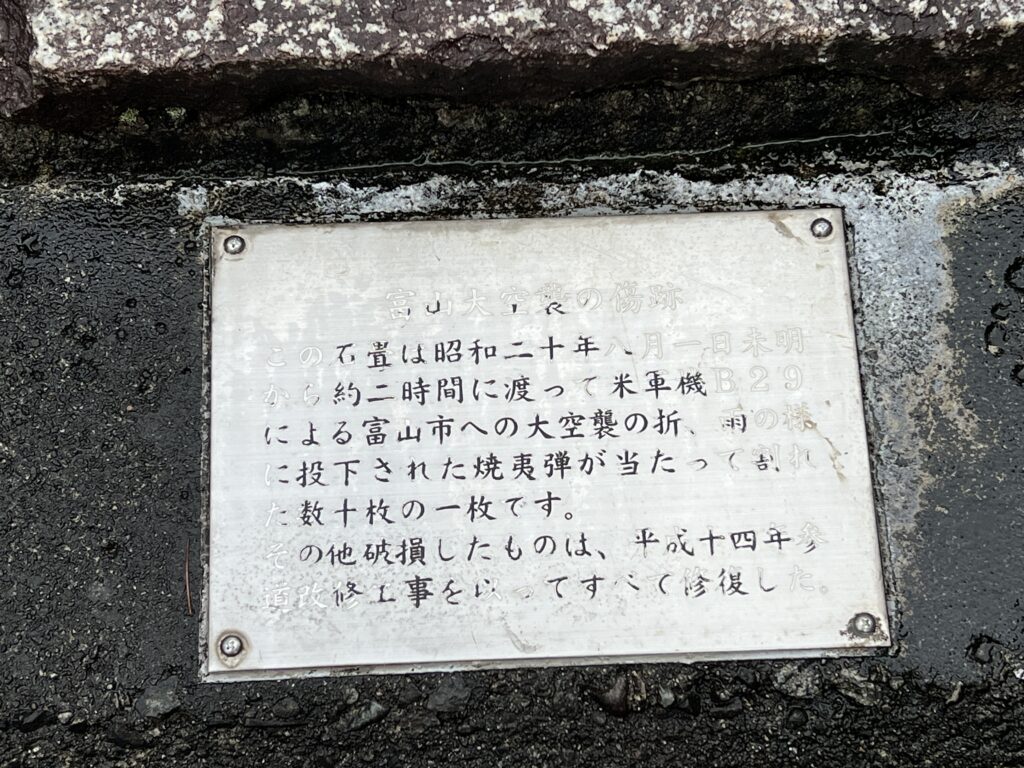 富山大空襲の傷跡
この石畳は昭和二十年八月一日未明
から約二時間に渡って米軍機B29
による富山市への大空襲の折、雨の様
に投下された焼夷弾が当たって割れ
た数十枚の一枚です。
その他破損したものは、平成十四年参
道改修工事を以ってすべて修復した。